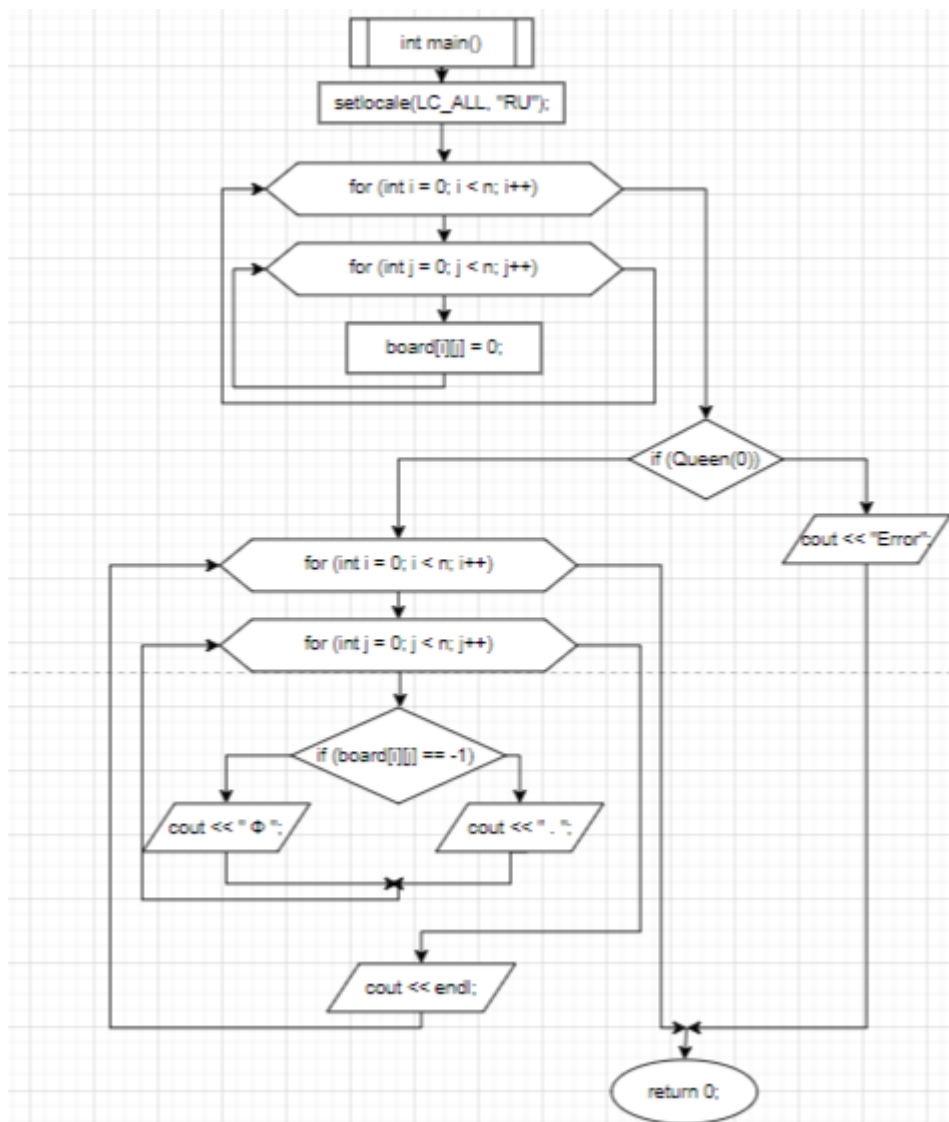 int main()
setlocale(LC_ALL, "RU");
for (int i = 0; i < n; i++)
for (int j = 0; j < n; j++)
board[i][j] = 0;
if (Queen(0))
cout << "Error";
for (int i = 0; i < n; i++)
for (int j = 0; j < n; j++)
if (board[i][j] == -1)
cout << " Ф ";
cout << " . ";
cout << endl;
return 0;